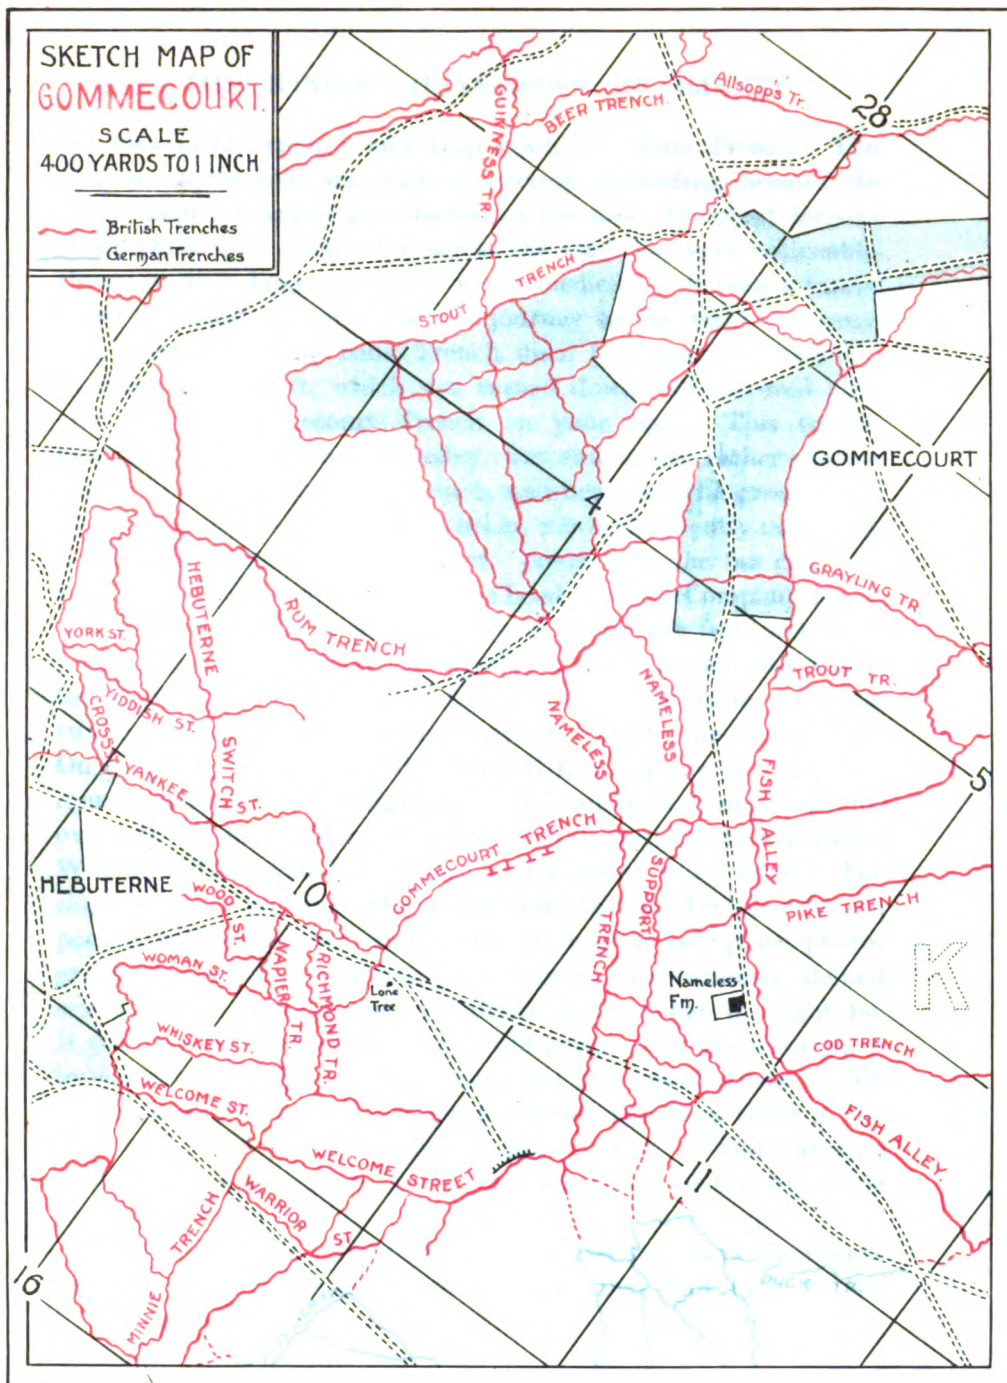 SKETCH MAP OF
GOMMECOURT.
SCALE
400 YARDS TO 1 INCH
British Trenches
German Trenches
GUINNESS TR.
BEER TRENCH.
Allsopps Tr.
28
STOUT TRENCH
GOMMECOURT
4
HEBUTERNE SWITCH
RUM TRENCH
GRAYLING TR.
YORK ST.
TROUT TR.
YIDDISH ST.
CROSS ST.
NAMELESS TRENCH
NAMELESS SUPPORT
FISH ALLEY
5
YANKEE ST.
GOMMECOURT TRENCH
HEBUTERNE
10
WOOD ST.
PIKE TRENCH
NAPIER TR.
RICHMOND TR.
WOMAN ST.
Lone
Tree
Nameless
Fm.
K
WHISKEY ST.
COD TRENCH
WELCOME ST.
FISH ALLEY
WELCOME STREET
11
WARRIOR ST.
MINNIE TRENCH
16